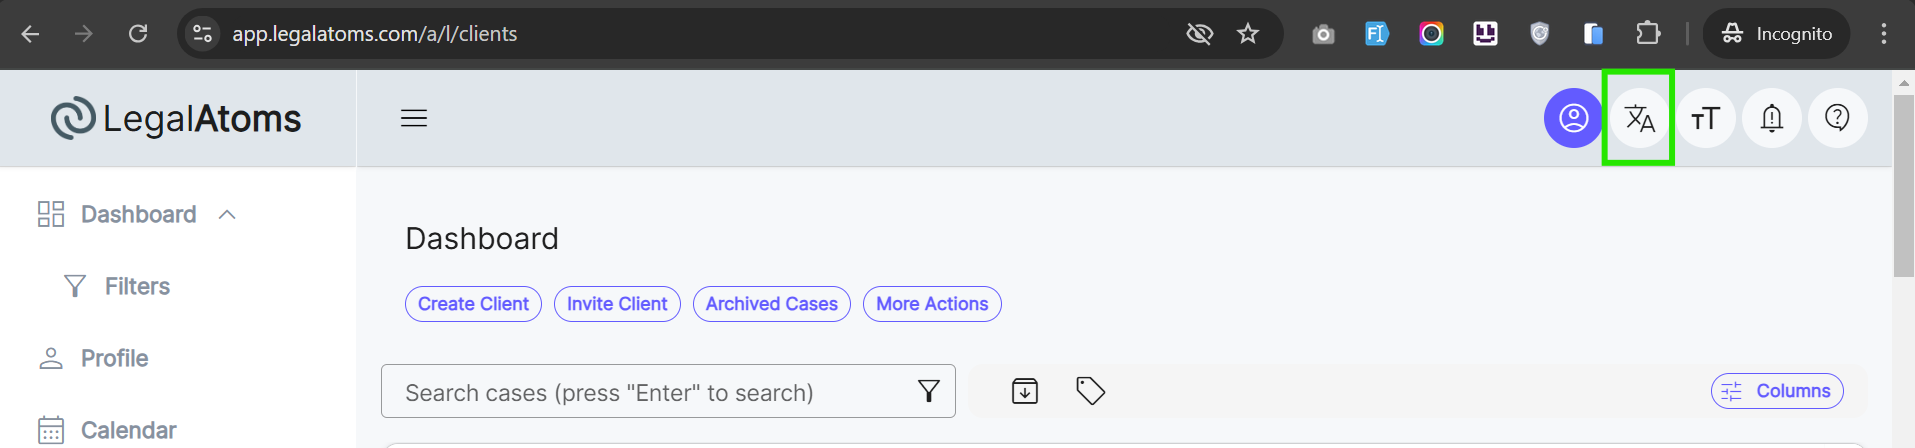 app.legalatoms.com/a/l/clients
Incognito
LegalAtoms
Dashboard
Filters
Profile
Calendar
Dashboard
Create Client
Invite Client
Archived Cases
More Actions
Search cases (press "Enter" to search)
Columns